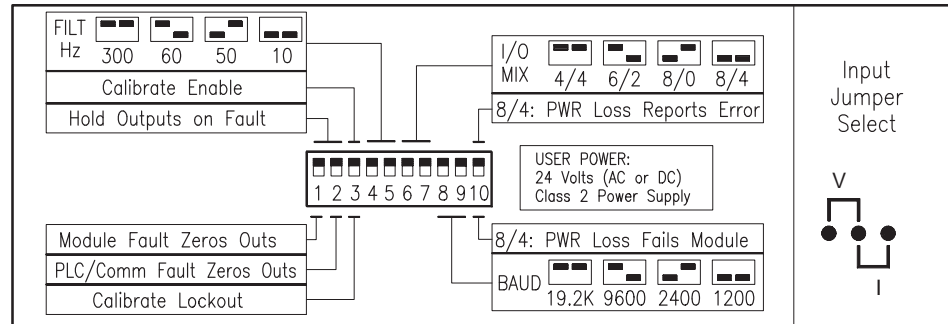 FILT
Hz 300 60 50 10
Calibrate Enable
Hold Outputs on Fault
I/O
MIX 4/4 6/2 8/0 8/4
8/4: PWR Loss Reports Error
1 2 3 4 5 6 7 8 9 10
USER POWER:
24 Volts (AC or DC)
Class 2 Power Supply
Module Fault Zeros Outs
PLC/Comm Fault Zeros Outs
Calibrate Lockout
8/4: PWR Loss Fails Module
BAUD
19.2K 9600 2400 1200
Input
Jumper
Select
V
I